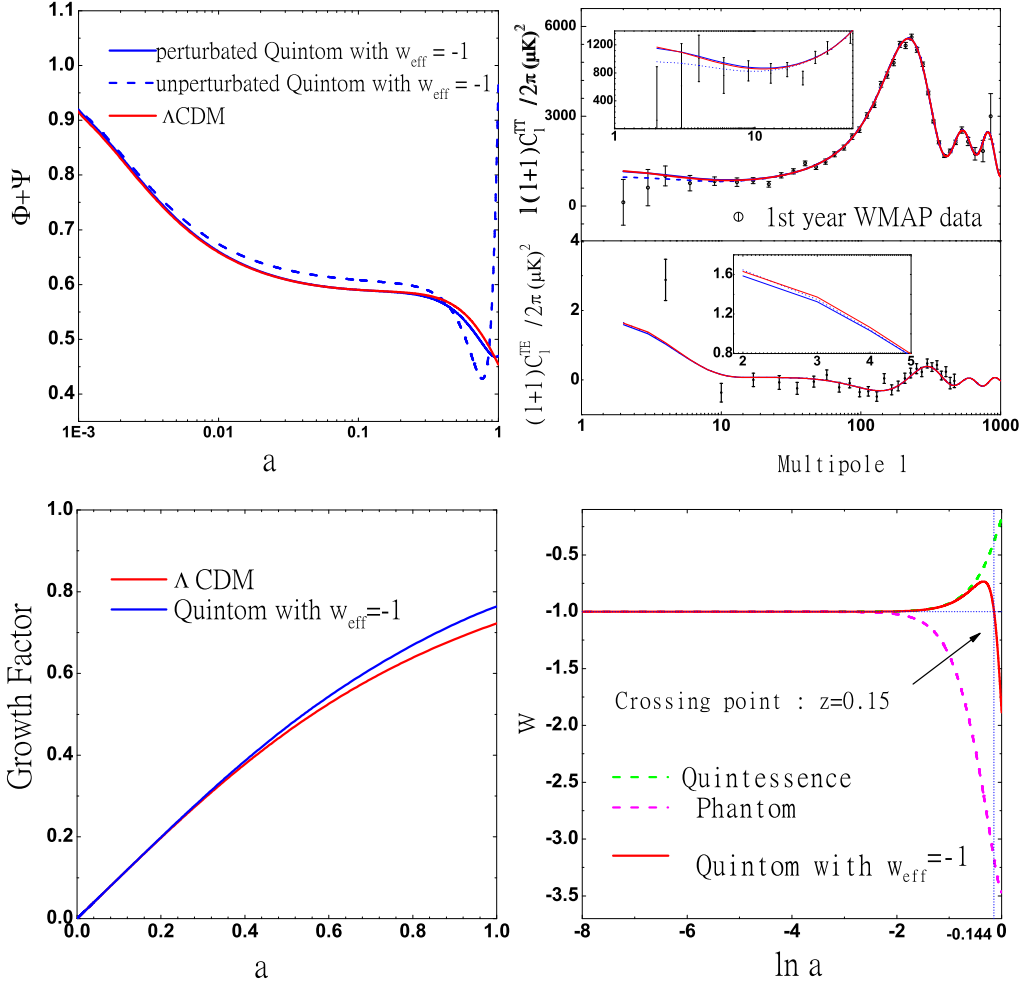 1.1
1.0
0.9
0.8
0.7
0.6
0.5
0.4
Φ+Ψ
perturbated Quintom with w_eff = -1
unperturbated Quintom with w_eff = -1
ΛCDM
1E-3 0.01 0.1 1
a
6000
3000
0
l(l+1)C_l^TT /2π(μK)²
1200
800
400
1 10
1st year WMAP data
4
2
0
(l+1)C_l^TE /2π(μK)²
1.6
1.2
0.8
2 3 4 5
1 10 100 1000
Multipole l
1.0
0.8
0.6
0.4
0.2
0.0
Growth Factor
Λ CDM
Quintom with w_eff=-1
0.0 0.2 0.4 0.6 0.8 1.0
a
-0.5
-1.0
-1.5
-2.0
-2.5
-3.0
-3.5
W
Crossing point : z=0.15
Quintessence
Phantom
Quintom with w_eff=-1
-8 -6 -4 -2 -0.144 0
ln a